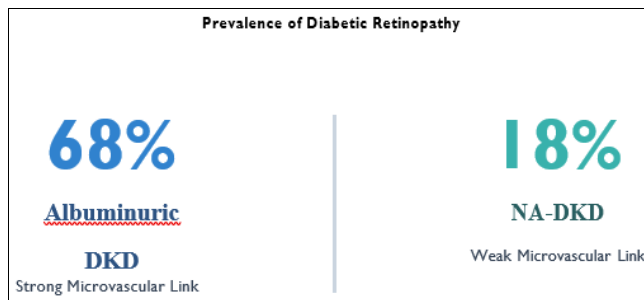 Prevalence of Diabetic Retinopathy
68%
Albuminuric
DKD
Strong Microvascular Link
18%
NA-DKD
Weak Microvascular Link